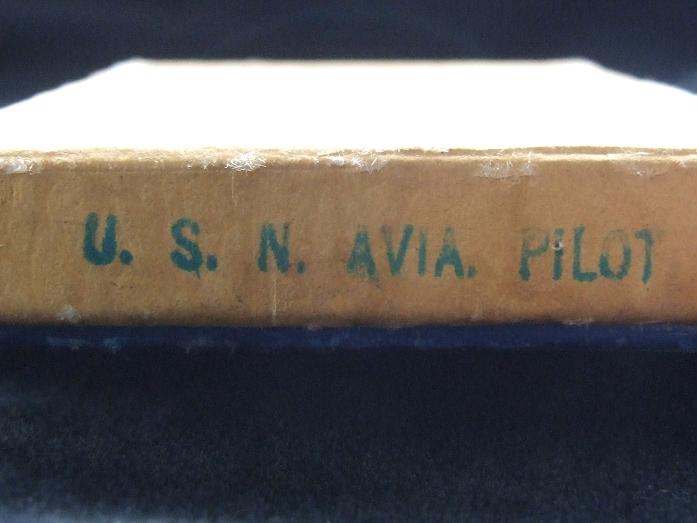 U. S. N. AVIA. PILOT